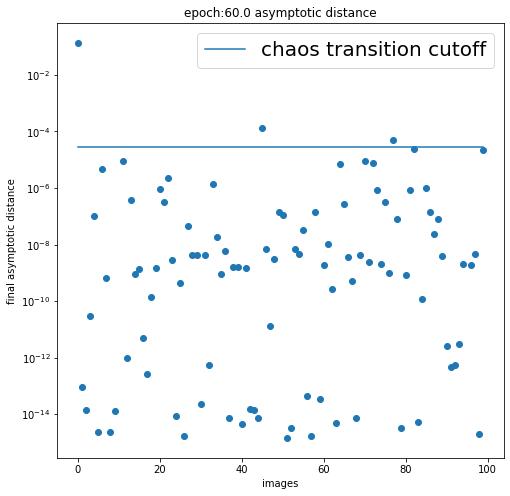 epoch:60.0 asymptotic distance
chaos transition cutoff
final asymptotic distance
10^-2
10^-4
10^-6
10^-8
10^-10
10^-12
10^-14
0 20 40 60 80 100
images